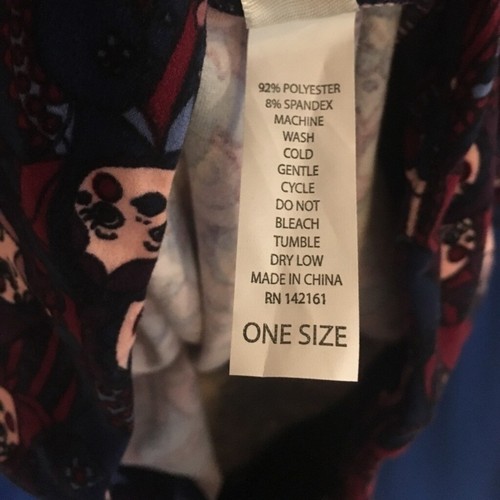 92% POLYESTER
8% SPANDEX
MACHINE
WASH
COLD
GENTLE
CYCLE
DO NOT
BLEACH
TUMBLE
DRY LOW
MADE IN CHINA
RN 142161
ONE SIZE